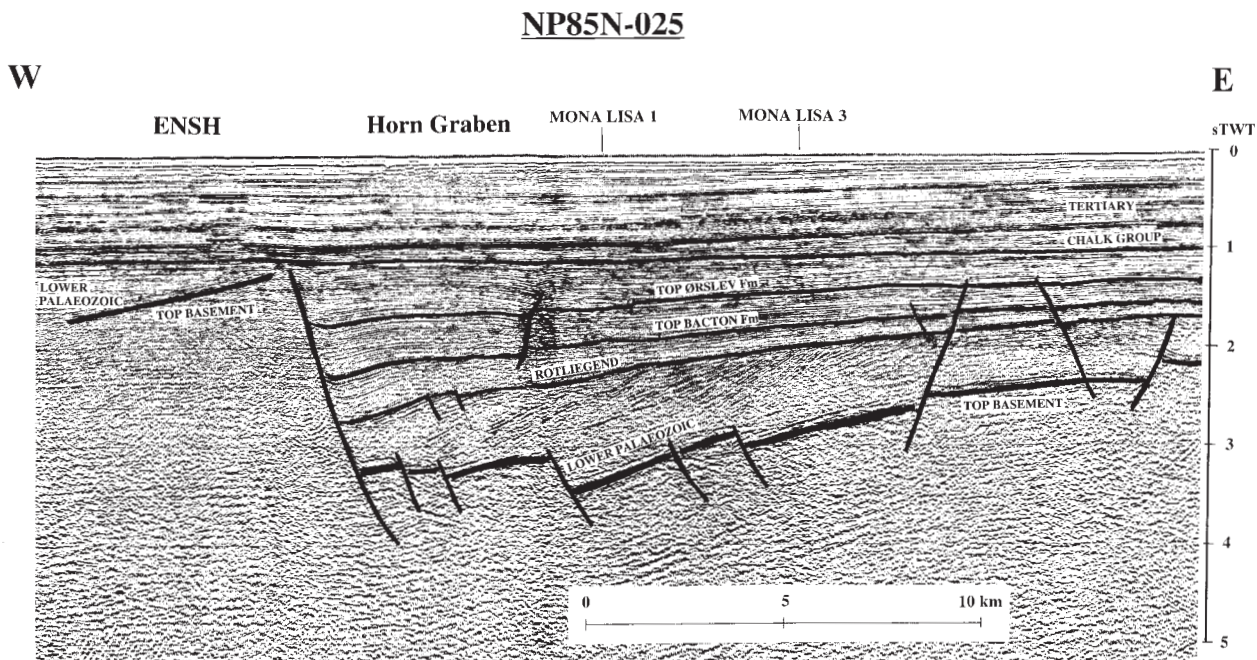 NP85N-025
W
E
ENSH
Horn Graben
MONA LISA 1
MONA LISA 3
sTWT
0
TERTIARY
CHALK GROUP
1
LOWER
PALAEOZOIC
TOP BASEMENT
TOP ØRSLEV Fm
TOP BACTON Fm
2
ROTLIEGEND
TOP BASEMENT
LOWER PALAEOZOIC
3
4
0
5
10 km
5